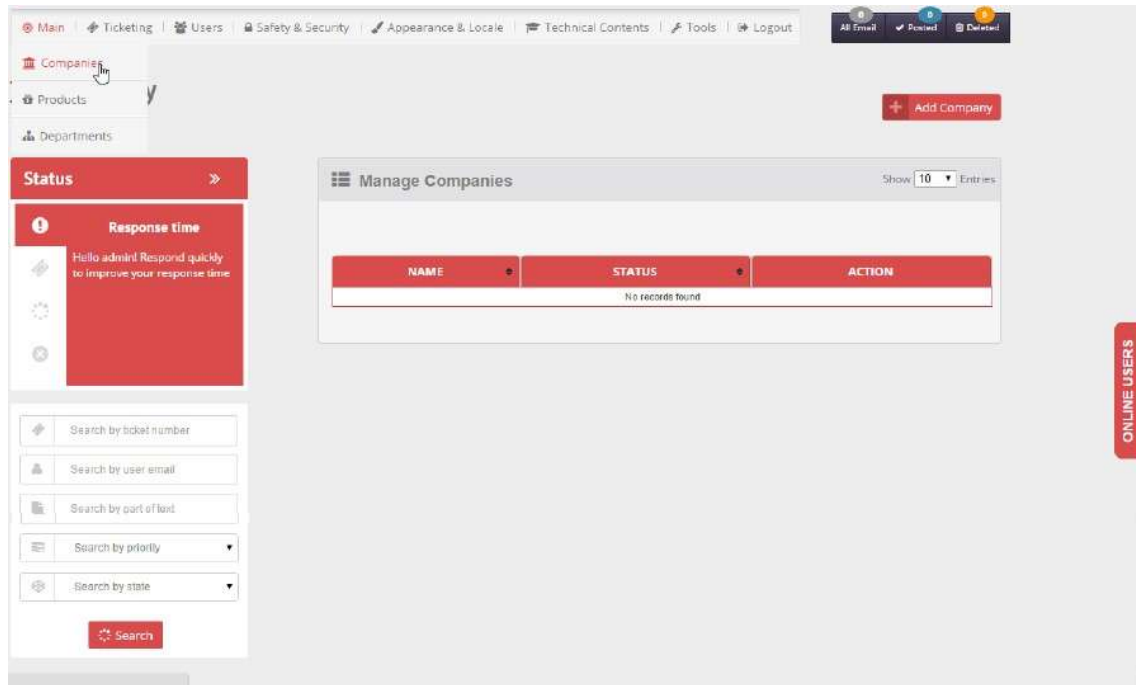 Main Ticketing Users Safety & Security Appearance & Locale Technical Contents Tools Logout
0 0 0
All Email Posted Deleted
Companies
Products
y
Departments
Add Company
Status
Response time
Hello admin! Respond quickly
to improve your response time
Manage Companies
Show 10 Entries
NAME STATUS ACTION
No records found
ONLINE USERS
Search by ticket number
Search by user email
Search by part of text
Search by priority
Search by state
Search